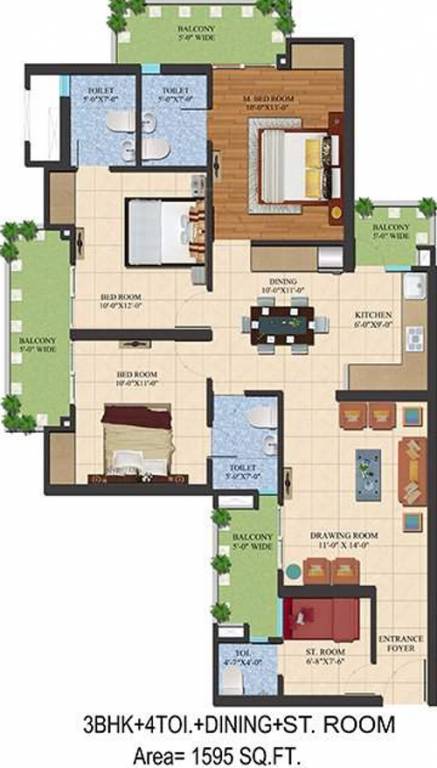 BALCONY
5'-0" WIDE
TOILET
5'-0"X7'-0"
TOILET
5'-0"X7'-0"
M. BED ROOM
10'-0"X13'-0"
BALCONY
5'-0" WIDE
DINING
10'-0"X11'-0"
BED ROOM
10'-0"X12'-0"
KITCHEN
6'-0"X9'-0"
BALCONY
5'-0" WIDE
BED ROOM
10'-0"X11'-0"
TOILET
5'-0"X7'-0"
BALCONY
5'-0" WIDE
DRAWING ROOM
11'-0" X 14'-0"
TOI.
4'-7"X4'-0"
ST. ROOM
6'-8"X7'-6"
ENTRANCE
FOYER
3BHK+4TOI.+DINING+ST. ROOM
Area= 1595 SQ.FT.